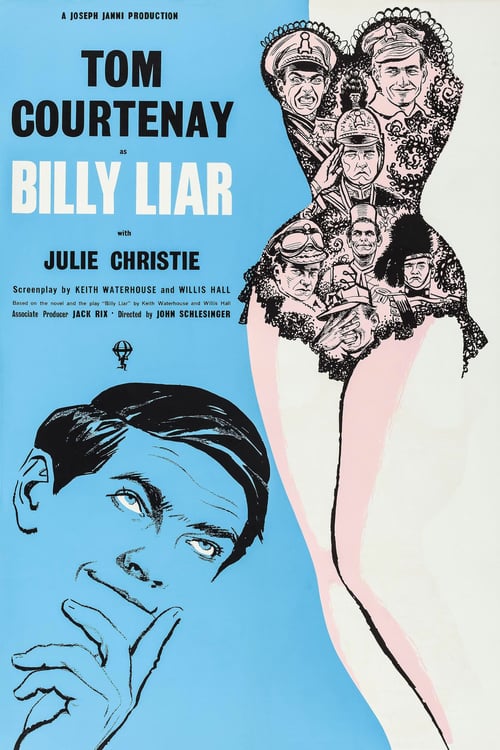 A JOSEPH JANNI PRODUCTION
TOM
COURTENAY
as
BILLY LIAR
with
JULIE CHRISTIE
Screenplay by KEITH WATERHOUSE and WILLIS HALL
Based on the novel and the play "Billy Liar" by Keith Waterhouse and Willis Hall
Associate Producer JACK RIX · Directed by JOHN SCHLESINGER